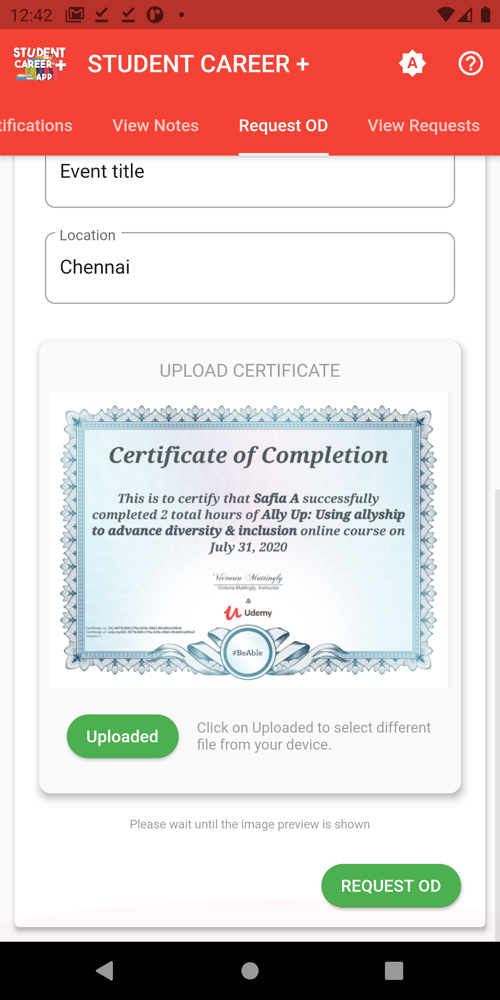 12:42
STUDENT
CAREER +
APP
STUDENT CAREER +
A
?
tifications
View Notes
Request OD
View Requests
Event title
Location
Chennai
UPLOAD CERTIFICATE
Certificate of Completion
This is to certify that Safia A successfully
completed 2 total hours of Ally Up: Using allyship
to advance diversity & inclusion online course on
July 31, 2020
Victoria Mattingly
Victoria Mattingly, Instructor
&
Udemy
Certificate no: UC-3675c968-376a-425e-88d2-98d492a650a0
Certificate url: ude.my/UC-3675c968-376a-425e-88d2-98d492a650a0
Version 2
#BeAble
Uploaded
Click on Uploaded to select different
file from your device.
Please wait until the image preview is shown
REQUEST OD